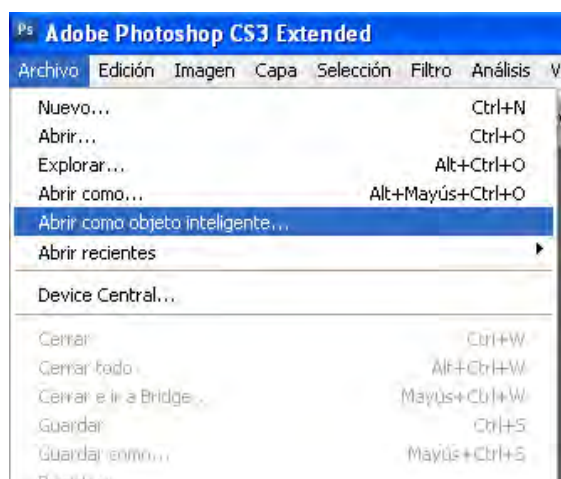 Ps Adobe Photoshop CS3 Extended
Archivo Edición Imagen Capa Selección Filtro Análisis V
Nuevo... Ctrl+N
Abrir... Ctrl+O
Explorar... Alt+Ctrl+O
Abrir como... Alt+Mayús+Ctrl+O
Abrir como objeto inteligente...
Abrir recientes
Device Central...
Cerrar Ctrl+W
Cerrar todo Alt+Ctrl+W
Cerrar e ir a Bridge... Mayús+Ctrl+W
Guardar Ctrl+S
Guardar como... Mayús+Ctrl+S